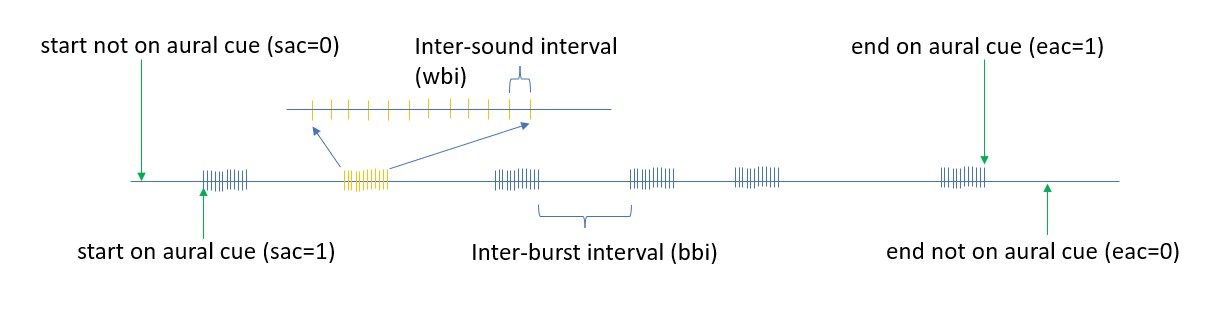 start not on aural cue (sac=0)
Inter-sound interval
(wbi)
end on aural cue (eac=1)
start on aural cue (sac=1)
Inter-burst interval (bbi)
end not on aural cue (eac=0)